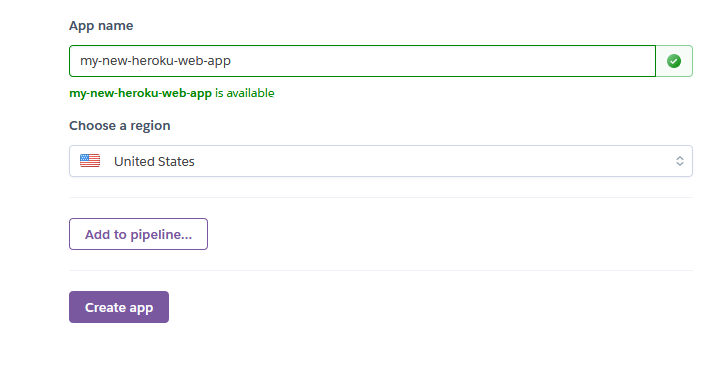 App name
my-new-heroku-web-app
my-new-heroku-web-app is available
Choose a region
United States
Add to pipeline...
Create app